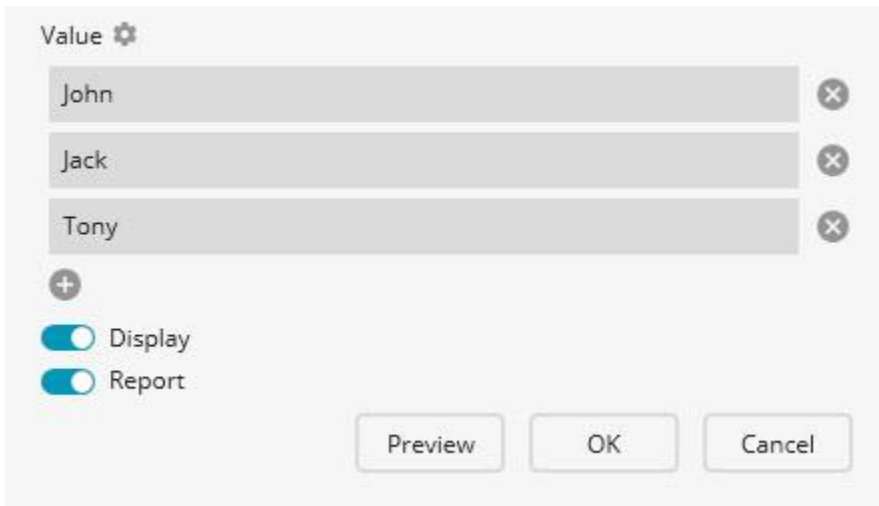 Value
John
Jack
Tony
Display
Report
Preview OK Cancel